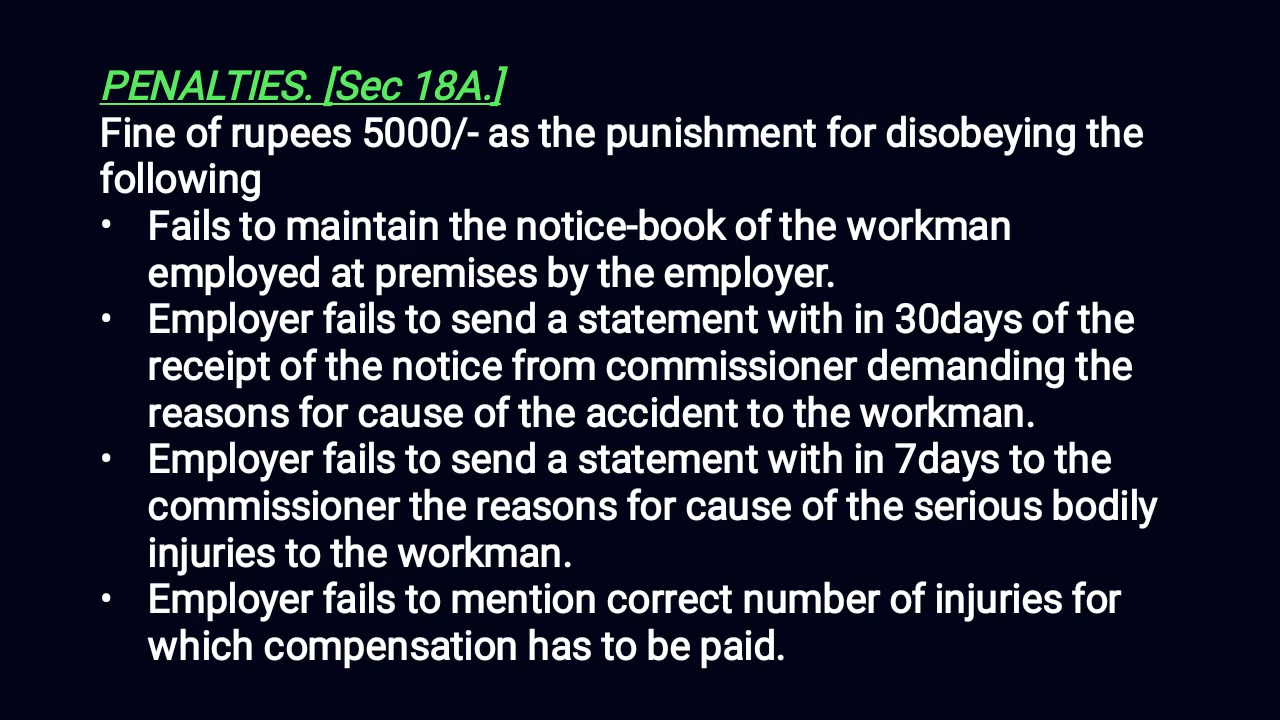 PENALTIES. [Sec 18A.]
Fine of rupees 5000/- as the punishment for disobeying the
following
• Fails to maintain the notice-book of the workman
employed at premises by the employer.
• Employer fails to send a statement with in 30days of the
receipt of the notice from commissioner demanding the
reasons for cause of the accident to the workman.
• Employer fails to send a statement with in 7days to the
commissioner the reasons for cause of the serious bodily
injuries to the workman.
• Employer fails to mention correct number of injuries for
which compensation has to be paid.